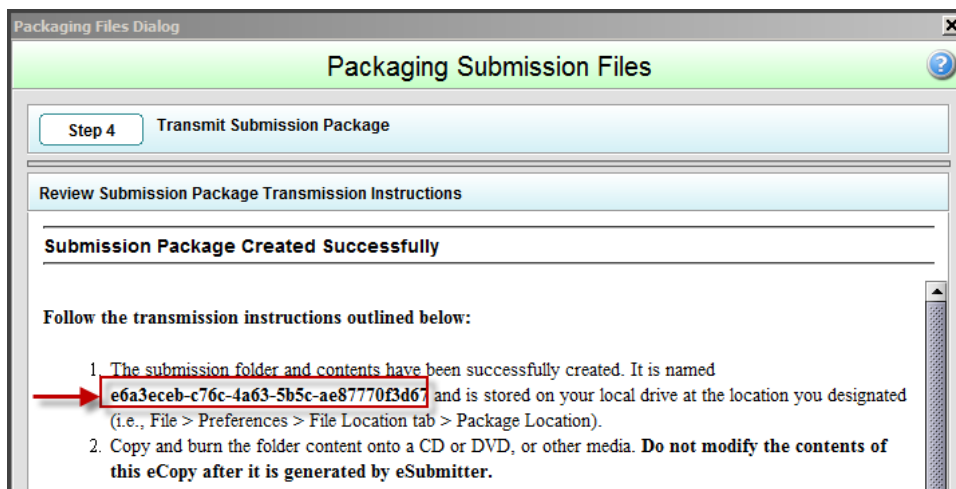 Packaging Files Dialog
Packaging Submission Files
Step 4 Transmit Submission Package
Review Submission Package Transmission Instructions
Submission Package Created Successfully
Follow the transmission instructions outlined below:
1. The submission folder and contents have been successfully created. It is named
e6a3eceb-c76c-4a63-5b5c-ae87770f3d67 and is stored on your local drive at the location you designated
(i.e., File > Preferences > File Location tab > Package Location).
2. Copy and burn the folder content onto a CD or DVD, or other media. Do not modify the contents of
this eCopy after it is generated by eSubmitter.